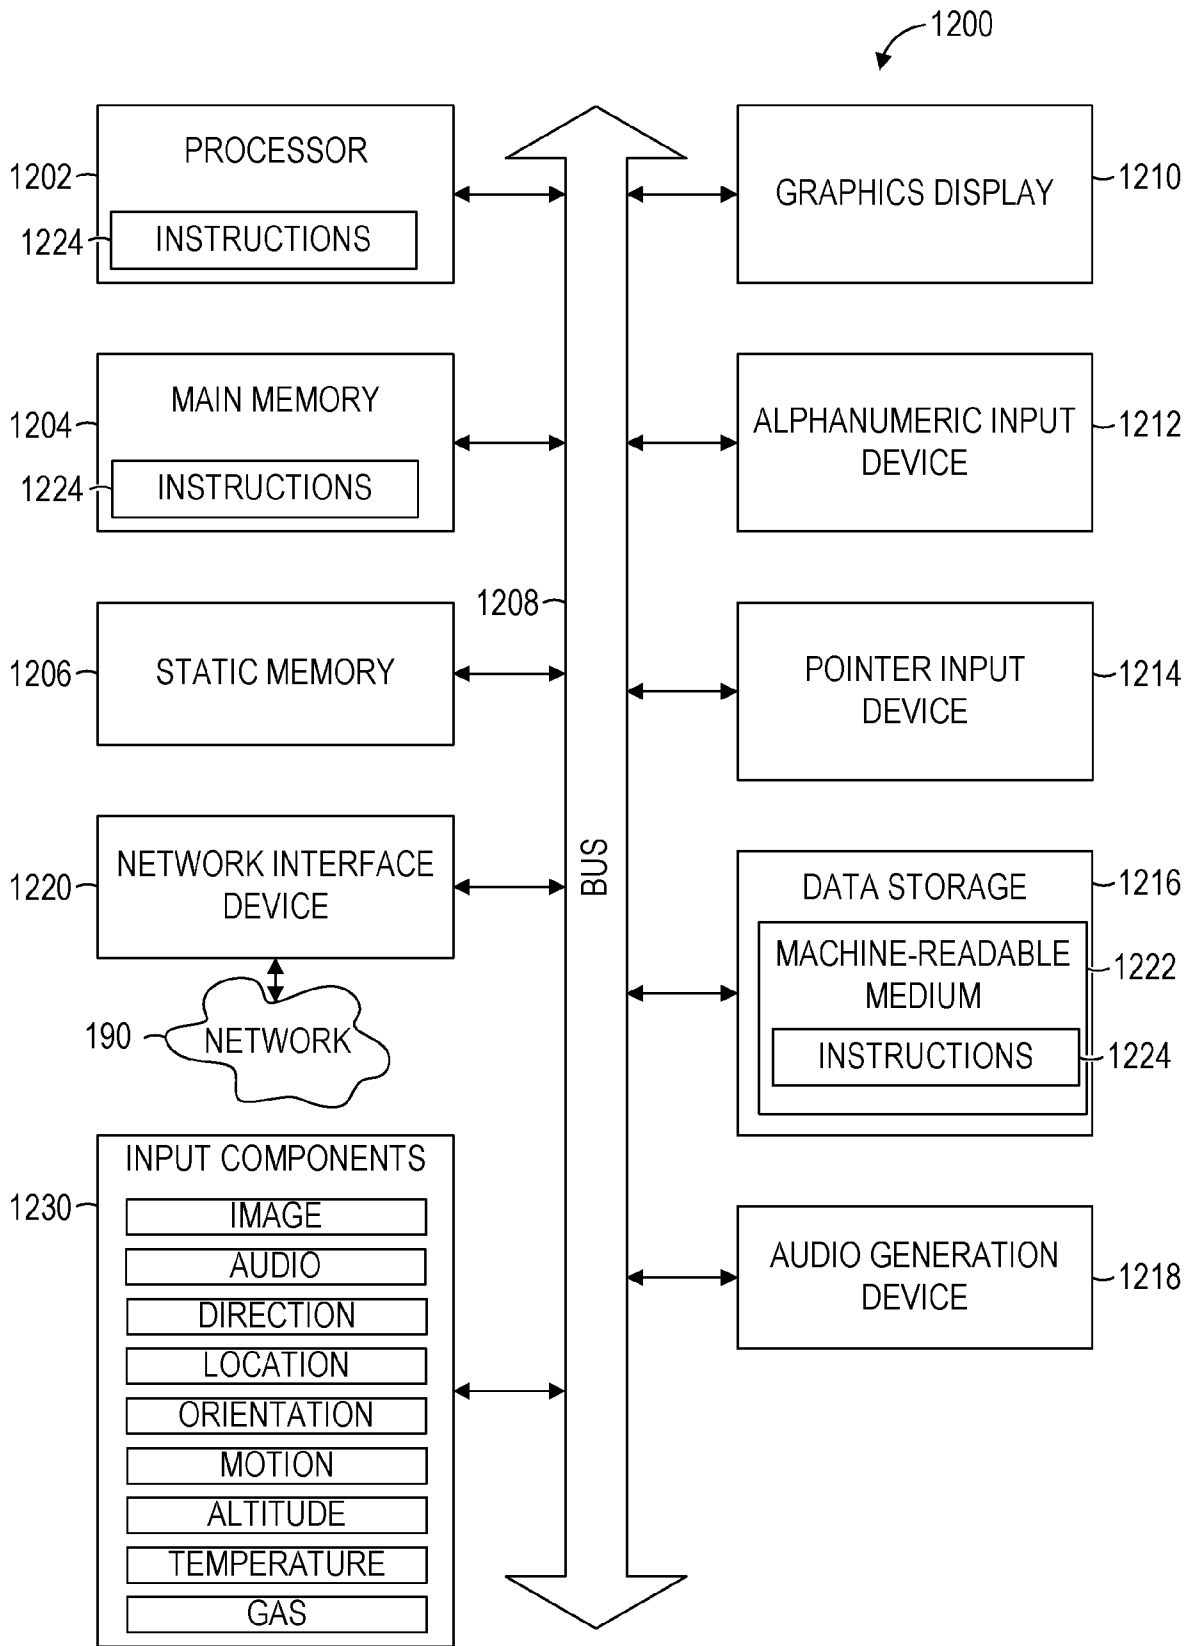 1200
PROCESSOR
1202
1224
INSTRUCTIONS
MAIN MEMORY
1204
1224
INSTRUCTIONS
1208
STATIC MEMORY
1206
NETWORK INTERFACE
DEVICE
1220
190
NETWORK
INPUT COMPONENTS
1230
IMAGE
AUDIO
DIRECTION
LOCATION
ORIENTATION
MOTION
ALTITUDE
TEMPERATURE
GAS
BUS
GRAPHICS DISPLAY
1210
ALPHANUMERIC INPUT
DEVICE
1212
POINTER INPUT
DEVICE
1214
DATA STORAGE
1216
MACHINE-READABLE
MEDIUM
1222
INSTRUCTIONS
1224
AUDIO GENERATION
DEVICE
1218